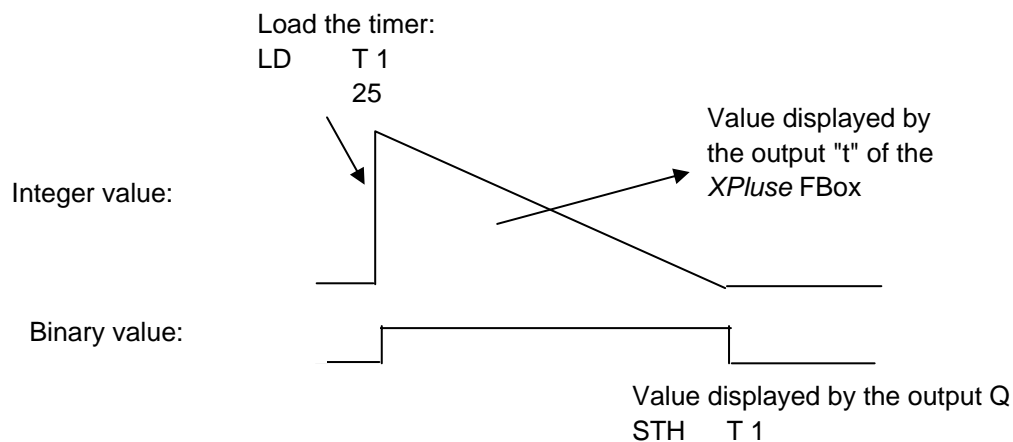 Load the timer:
LD T 1
25
Value displayed by
the output "t" of the
XPluse FBox
Integer value:
Binary value:
Value displayed by the output Q
STH T 1